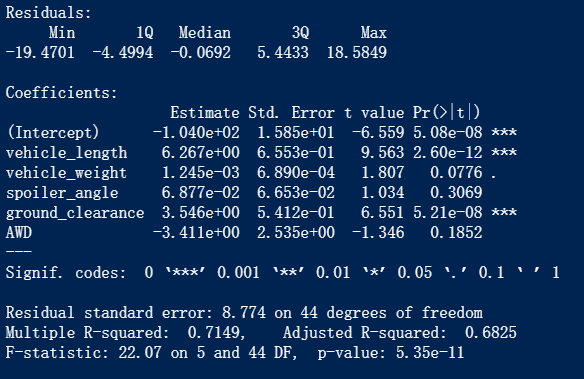 Residuals:
     Min       1Q   Median       3Q      Max
-19.4701  -4.4994  -0.0692   5.4433  18.5849
Coefficients:
                   Estimate Std. Error t value Pr(>|t|)
(Intercept)      -1.040e+02  1.585e+01  -6.559 5.08e-08 ***
vehicle_length    6.267e+00  6.553e-01   9.563 2.60e-12 ***
vehicle_weight    1.245e-03  6.890e-04   1.807   0.0776 .
spoiler_angle     6.877e-02  6.653e-02   1.034   0.3069
ground_clearance  3.546e+00  5.412e-01   6.551 5.21e-08 ***
AWD              -3.411e+00  2.535e+00  -1.346   0.1852
---
Signif. codes:  0 ‘***’ 0.001 ‘**’ 0.01 ‘*’ 0.05 ‘.’ 0.1 ‘ ’ 1
Residual standard error: 8.774 on 44 degrees of freedom
Multiple R-squared:  0.7149,    Adjusted R-squared:  0.6825
F-statistic: 22.07 on 5 and 44 DF,  p-value: 5.35e-11